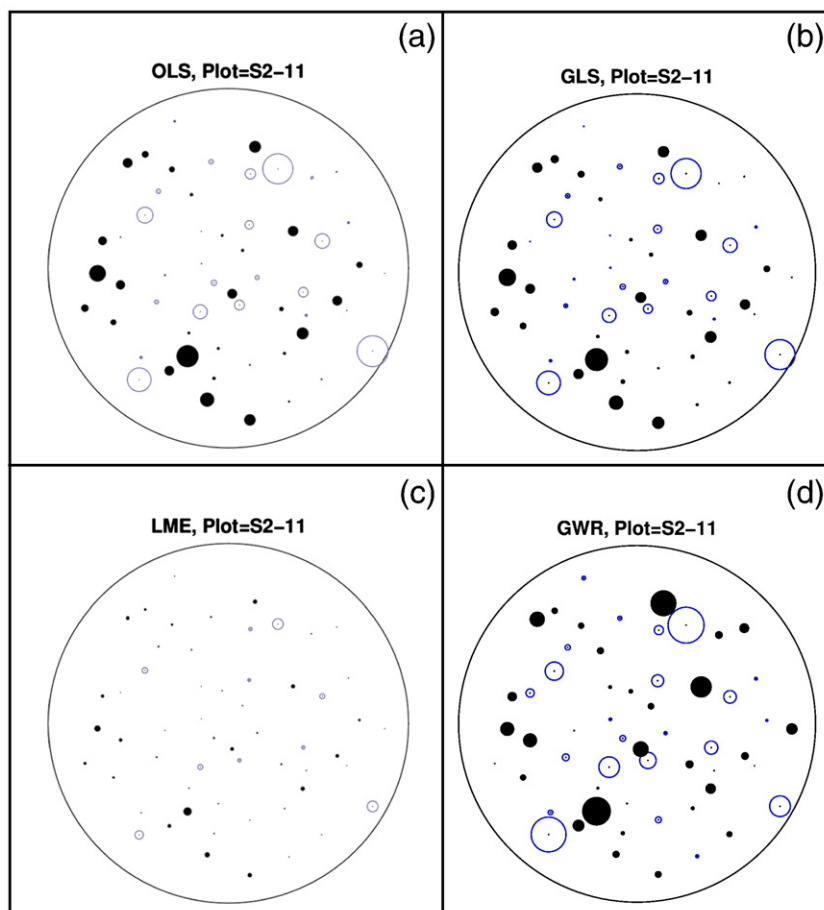 (a)
OLS, Plot=S2−11
(b)
GLS, Plot=S2−11
(c)
LME, Plot=S2−11
(d)
GWR, Plot=S2−11